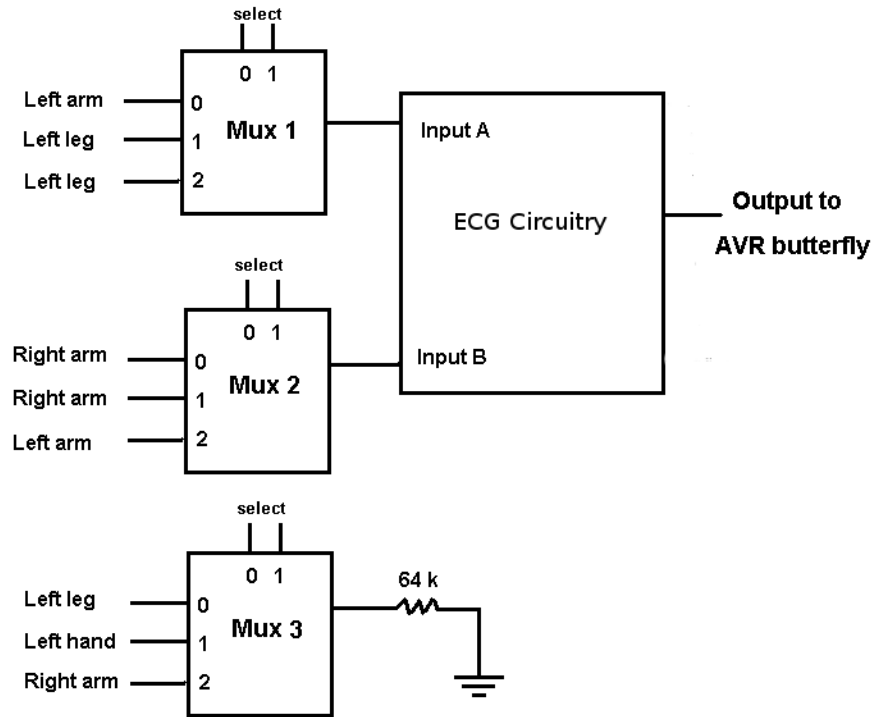 select
0 1
Left arm
0
Mux 1
Left leg
1
Left leg
2
Input A
ECG Circuitry
Output to
AVR butterfly
select
0 1
Right arm
0
Mux 2
Right arm
1
Left arm
2
Input B
select
0 1
Left leg
0
Mux 3
Left hand
1
Right arm
2
64 k